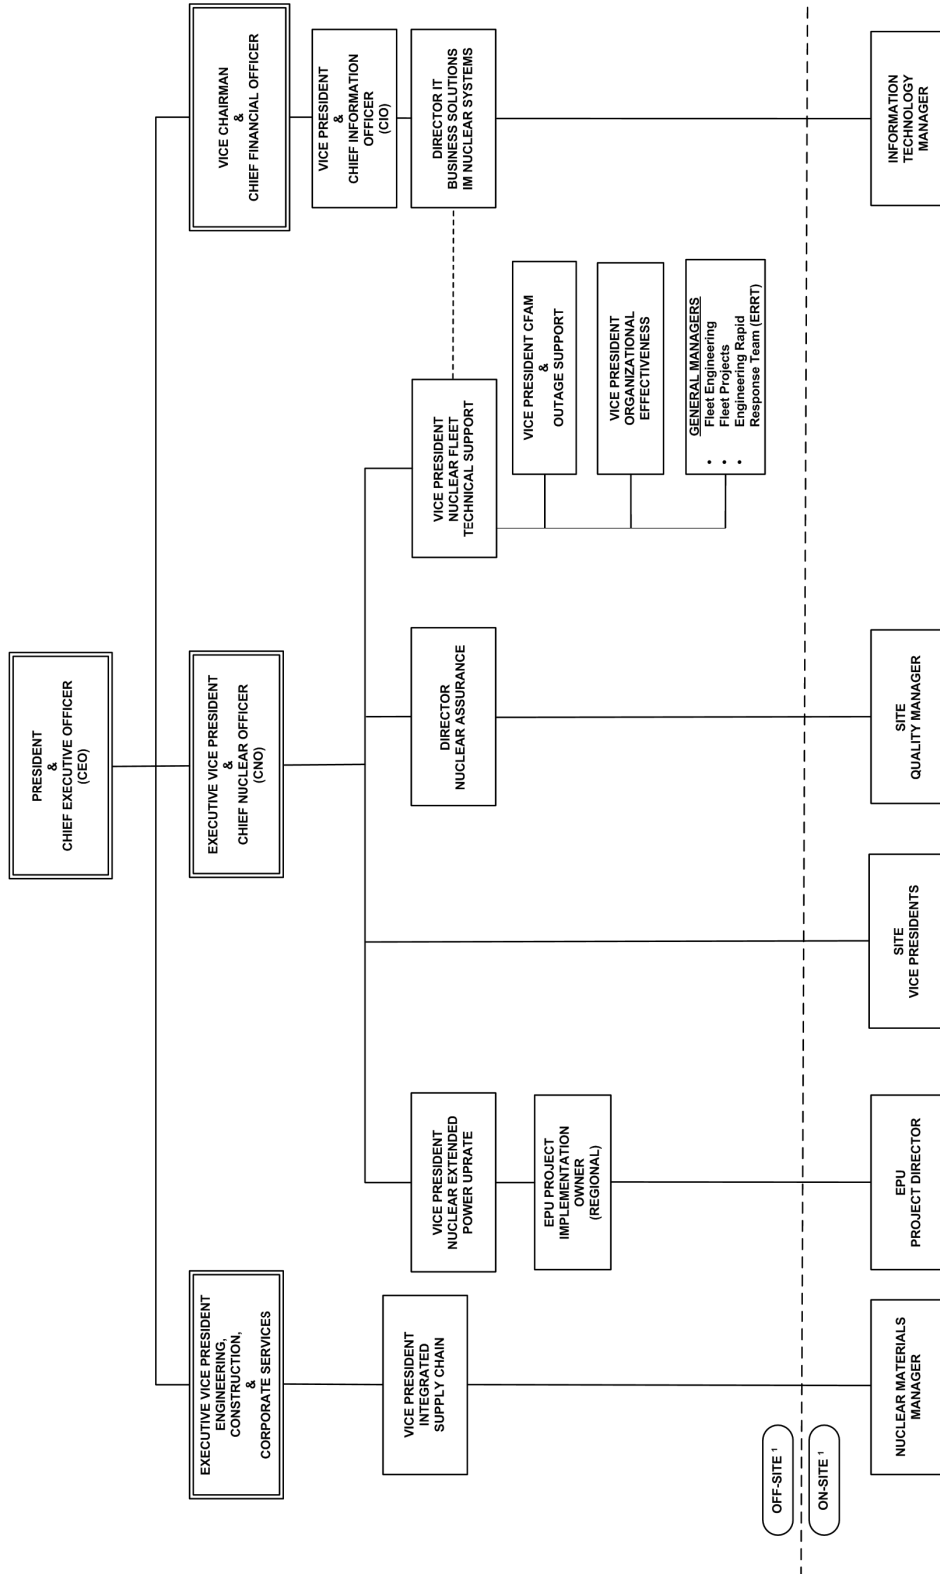 PRESIDENT
&
CHIEF EXECUTIVE OFFICER
(CEO)
EXECUTIVE VICE PRESIDENT
ENGINEERING,
CONSTRUCTION,
&
CORPORATE SERVICES
EXECUTIVE VICE PRESIDENT
&
CHIEF NUCLEAR OFFICER
(CNO)
VICE CHAIRMAN
&
CHIEF FINANCIAL OFFICER
VICE PRESIDENT
&
CHIEF INFORMATION
OFFICER
(CIO)
VICE PRESIDENT
INTEGRATED
SUPPLY CHAIN
VICE PRESIDENT
NUCLEAR EXTENDED
POWER UPRATE
DIRECTOR
NUCLEAR ASSURANCE
VICE PRESIDENT
NUCLEAR FLEET
TECHNICAL SUPPORT
DIRECTOR IT
BUSINESS SOLUTIONS
IM NUCLEAR SYSTEMS
EPU PROJECT
IMPLEMENTATION
OWNER
(REGIONAL)
VICE PRESIDENT CFAM
&
OUTAGE SUPPORT
VICE PRESIDENT
ORGANIZATIONAL
EFFECTIVENESS
GENERAL MANAGERS
• Fleet Engineering
• Fleet Projects
• Engineering Rapid
Response Team (ERRT)
OFF-SITE ¹
ON-SITE ¹
NUCLEAR MATERIALS
MANAGER
EPU
PROJECT DIRECTOR
SITE
VICE PRESIDENTS
SITE
QUALITY MANAGER
INFORMATION
TECHNOLOGY
MANAGER